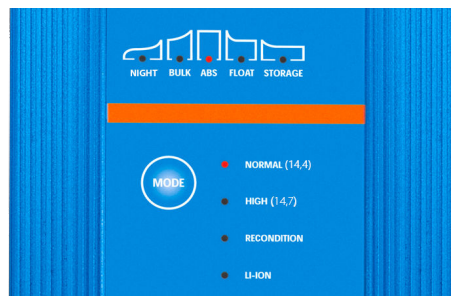 NIGHT BULK ABS FLOAT STORAGE
MODE
NORMAL (14,4)
HIGH (14,7)
RECONDITION
LI-ION